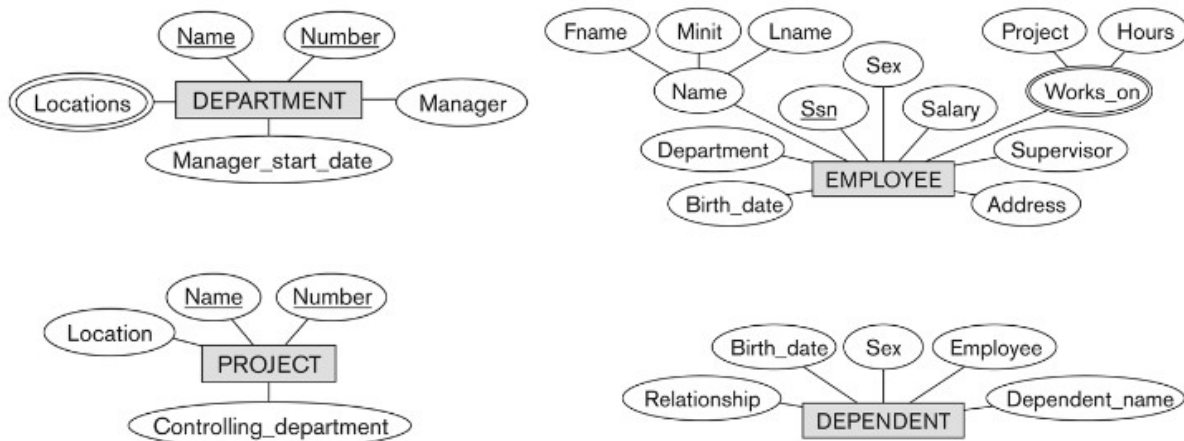 Name Number
Locations DEPARTMENT Manager
Manager_start_date
Fname Minit Lname
Name
Sex
Project Hours
Works_on
Ssn Salary
Department Supervisor
EMPLOYEE
Birth_date Address
Name Number
Location
PROJECT
Controlling_department
Birth_date Sex Employee
Relationship Dependent_name
DEPENDENT